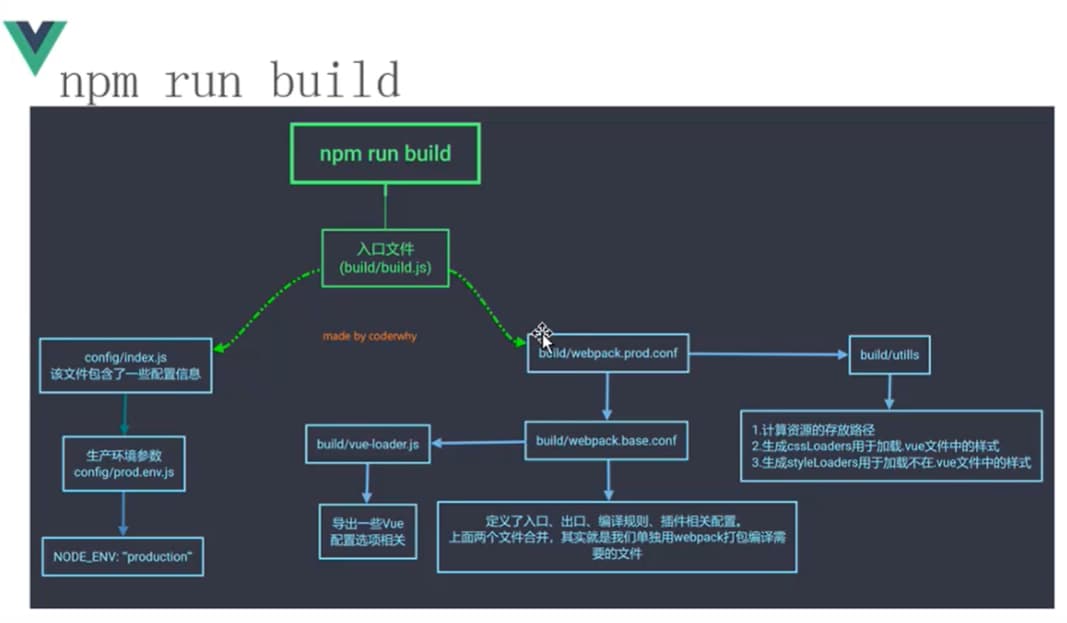 npm run build
npm run build
入口文件
(build/build.js)
made by coderwhy
config/index.js
该文件包含了一些配置信息
build/webpack.prod.conf
build/utills
生产环境参数
config/prod.env.js
build/vue-loader.js
build/webpack.base.conf
1.计算资源的存放路径
2.生成cssLoaders用于加载.vue文件中的样式
3.生成styleLoaders用于加载不在.vue文件中的样式
NODE_ENV: "production"
导出一些Vue
配置选项相关
定义了入口、出口、编译规则、插件相关配置。
上面两个文件合并，其实就是我们单独用webpack打包编译需
要的文件